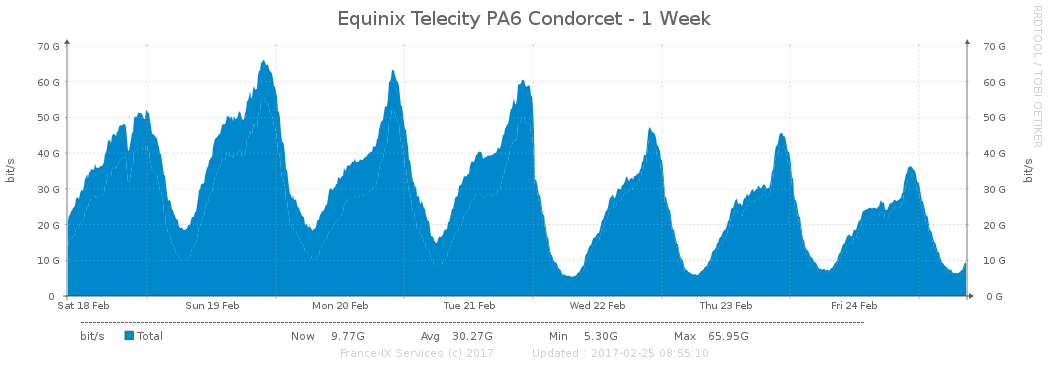 Equinix Telecity PA6 Condorcet - 1 Week
RRDTOOL / TOBI OETIKER
70 G 70 G
60 G 60 G
50 G 50 G
40 G 40 G
30 G 30 G
20 G 20 G
10 G 10 G
0 0 G
bit/s bit/s
Sat 18 Feb Sun 19 Feb Mon 20 Feb Tue 21 Feb Wed 22 Feb Thu 23 Feb Fri 24 Feb
bit/s Total Now 9.77G Avg 30.27G Min 5.30G Max 65.95G
France-IX Services (c) 2017 Updated : 2017-02-25 08:55:10